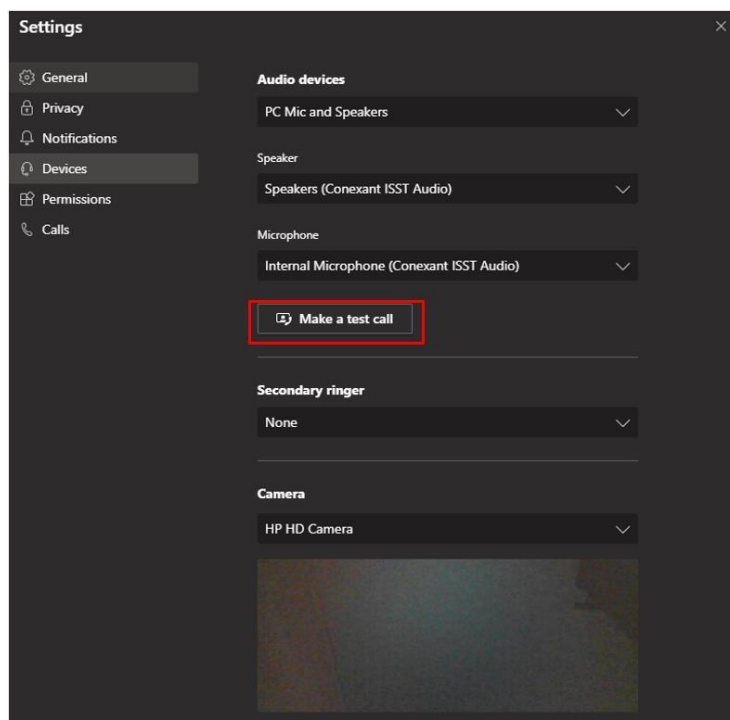 Settings
General
Privacy
Notifications
Devices
Permissions
Calls
Audio devices
PC Mic and Speakers
Speaker
Speakers (Conexant ISST Audio)
Microphone
Internal Microphone (Conexant ISST Audio)
Make a test call
Secondary ringer
None
Camera
HP HD Camera